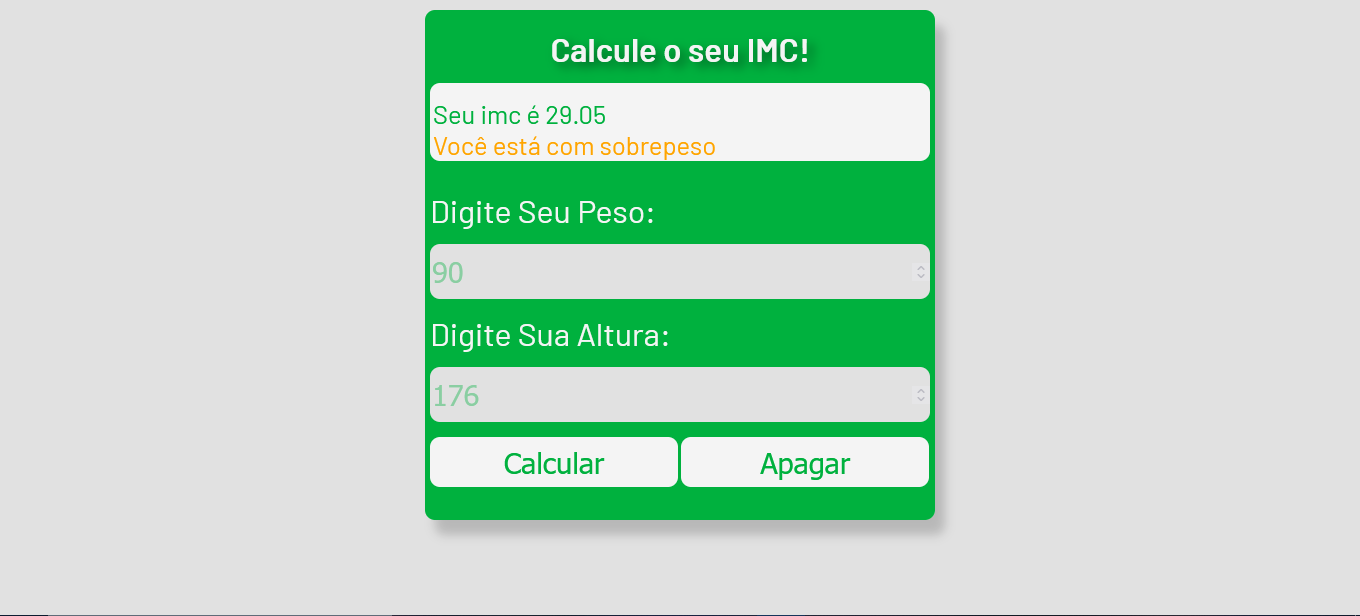 Calcule o seu IMC!
Seu imc é 29.05
Você está com sobrepeso
Digite Seu Peso:
90
Digite Sua Altura:
176
Calcular Apagar